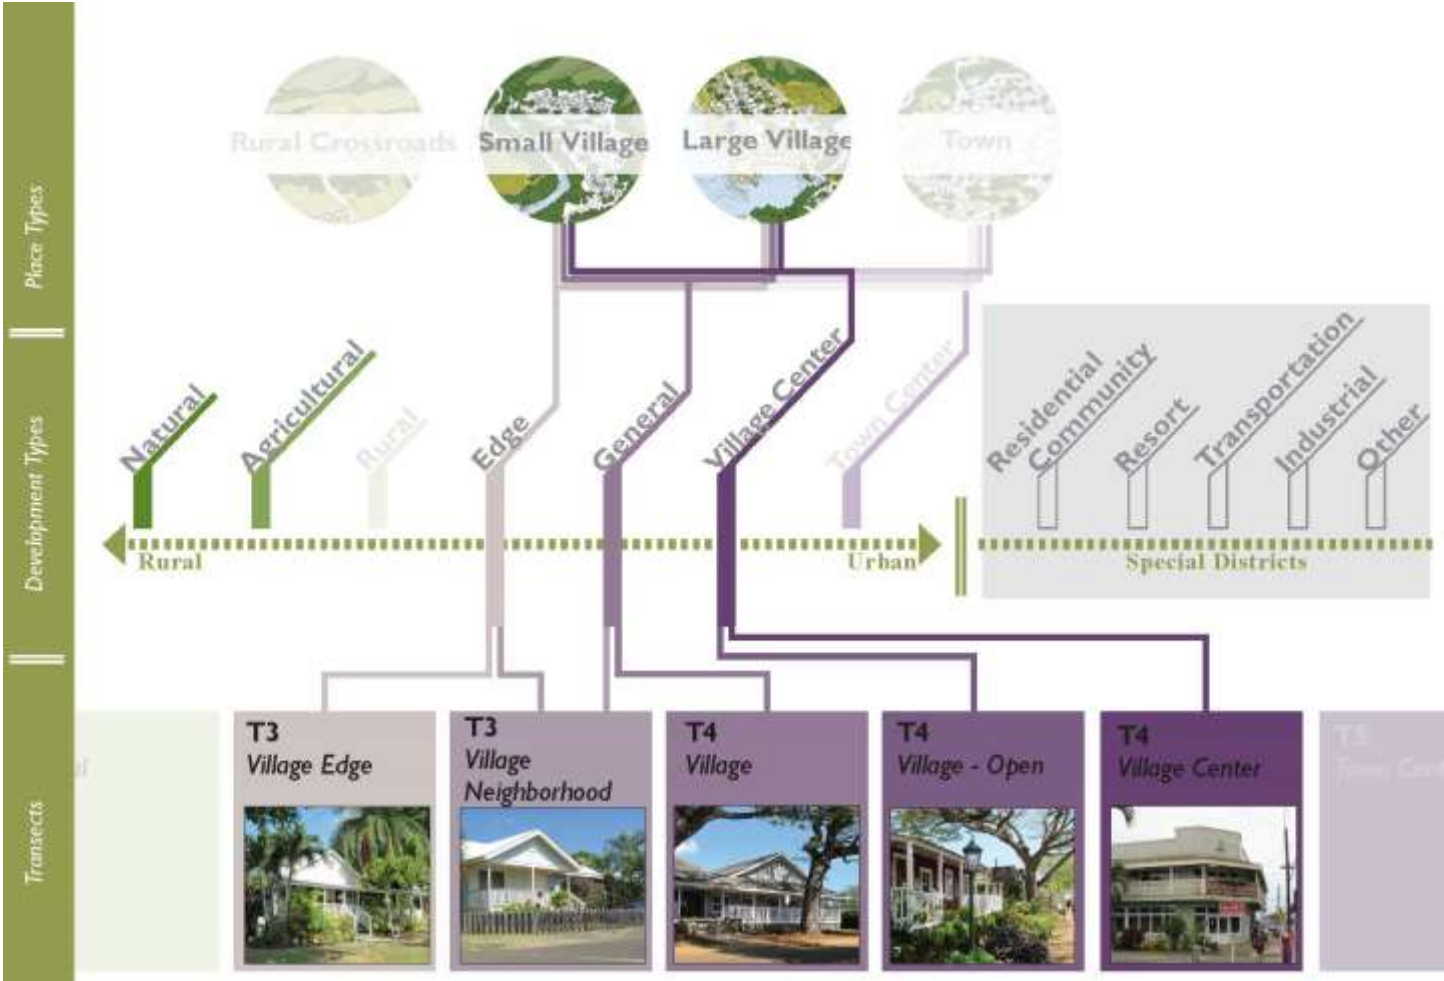 Place Types
Rural Crossroads
Small Village
Large Village
Town
Development Types
Natural
Agricultural
Rural
Edge
General
Village Center
Town Center
Residential
Community
Resort
Transportation
Industrial
Other
Rural
Urban
Special Districts
Transects
T3
Village Edge
T3
Village
Neighborhood
T4
Village
T4
Village - Open
T4
Village Center
T5